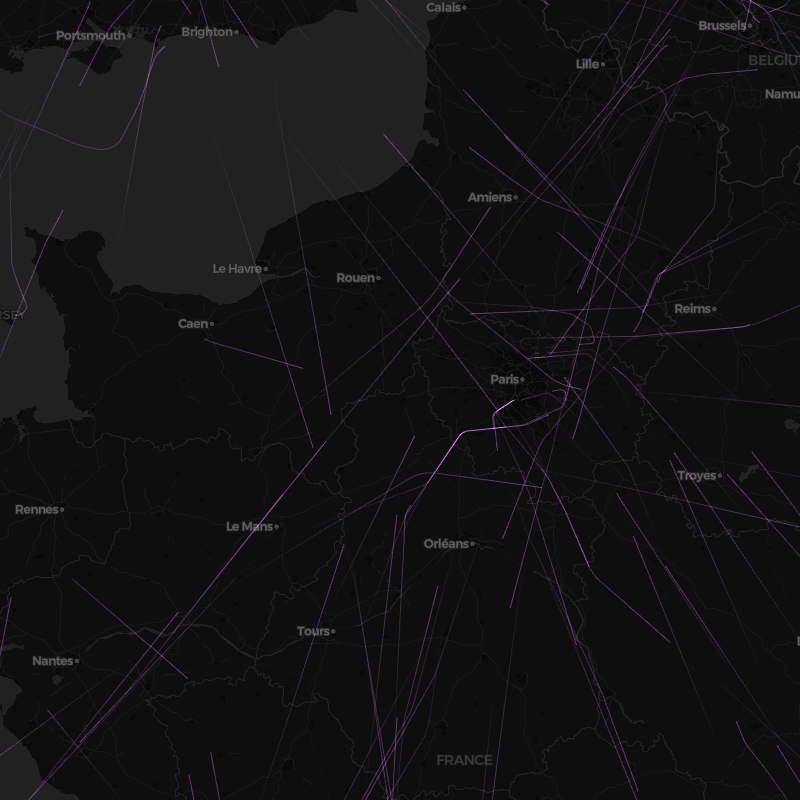 Calais
Portsmouth
Brighton
Brussels
BELGIU
Lille
Namu
Amiens
Le Havre
Rouen
RSEY
Caen
Reims
Paris
Troyes
Rennes
Le Mans
Orléans
Tours
Nantes
FRANCE